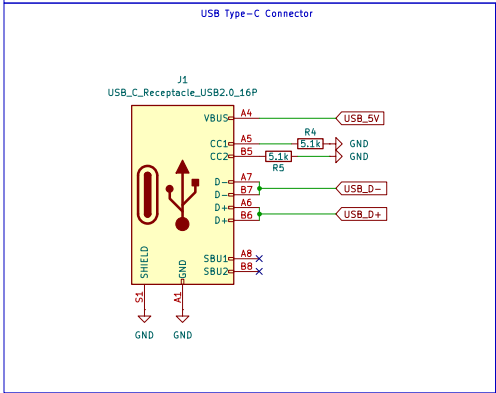 USB Type-C Connector
J1
USB_C_Receptacle_USB2.0_16P
VBUS A4 USB_5V
CC1 A5 R4 5.1k GND
CC2 B5 5.1k GND
R5
D- A7
D- B7 USB_D-
D+ A6
D+ B6 USB_D+
SBU1 A8
SBU2 B8
SHIELD GND
S1 A1
GND GND